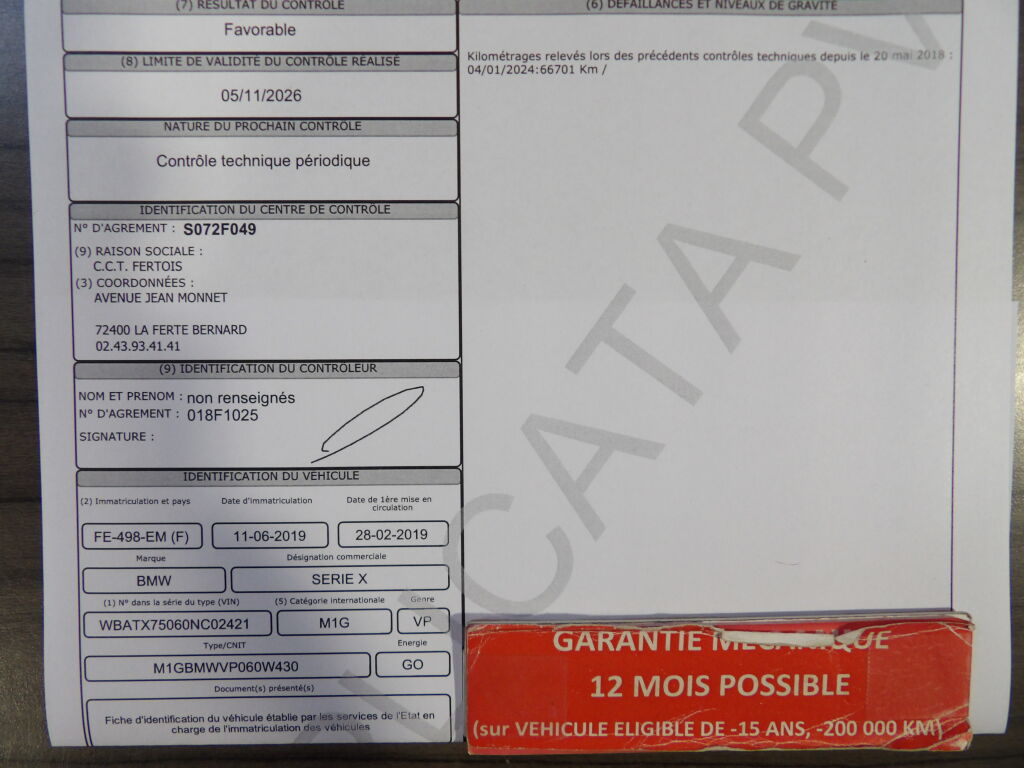 (7) RÉSULTAT DU CONTRÔLE
Favorable
(8) LIMITE DE VALIDITÉ DU CONTRÔLE RÉALISÉ
05/11/2026
NATURE DU PROCHAIN CONTRÔLE
Contrôle technique périodique
IDENTIFICATION DU CENTRE DE CONTRÔLE
N° D'AGREMENT : S072F049
(9) RAISON SOCIALE :
C.C.T. FERTOIS
(3) COORDONNÉES :
AVENUE JEAN MONNET
72400 LA FERTE BERNARD
02.43.93.41.41
(9) IDENTIFICATION DU CONTRÔLEUR
NOM ET PRENOM : non renseignés
N° D'AGREMENT : 018F1025
SIGNATURE :
IDENTIFICATION DU VÉHICULE
(2) Immatriculation et pays
Date d'immatriculation
Date de 1ère mise en
circulation
FE-498-EM (F)
11-06-2019
28-02-2019
Marque
Désignation commerciale
BMW
SERIE X
(1) N° dans la série du type (VIN)
(5) Catégorie internationale
Genre
WBATX75060NC02421
M1G
VP
Type/CNIT
Energie
M1GBMWVP060W430
GO
Document(s) présenté(s)
Fiche d'identification du véhicule établie par les services de l'Etat en
charge de l'immatriculation des véhicules
(6) DÉFAILLANCES ET NIVEAUX DE GRAVITÉ
Kilométrages relevés lors des précédents contrôles techniques depuis le 20 mai 2018 :
04/01/2024:66701 Km /
PLICATA PV
GARANTIE MECANIQUE
12 MOIS POSSIBLE
(sur VEHICULE ELIGIBLE DE -15 ANS, -200 000 KM)